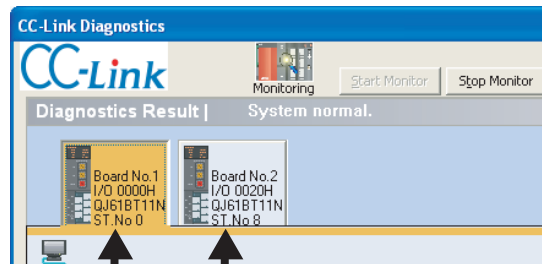 CC-Link Diagnostics
CC-Link
Monitoring
Start Monitor
Stop Monitor
Diagnostics Result |
System normal.
Board No.1
I/O 0000H
QJ61BT11N
ST.No 0
Board No.2
I/O 0020H
QJ61BT11N
ST.No 8